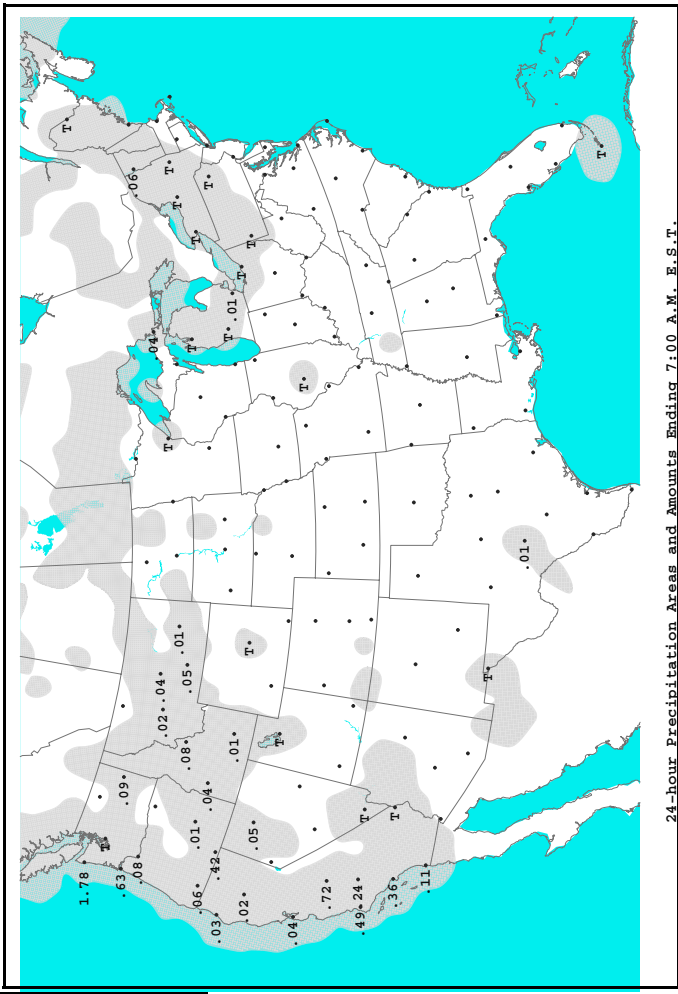 T
1.78
T
.63
.09
.06
.08
.04
.04
.02
T
T
T
.01
.08
.05
T
.01
T
.06
.04
T
.42
.03
T
.01
.01
T
.02
T
T
.05
T
.04
T
.72
.24
.49
T
.36
T
.11
T
.01
T
24-hour Precipitation Areas and Amounts Ending 7:00 A.M. E.S.T.